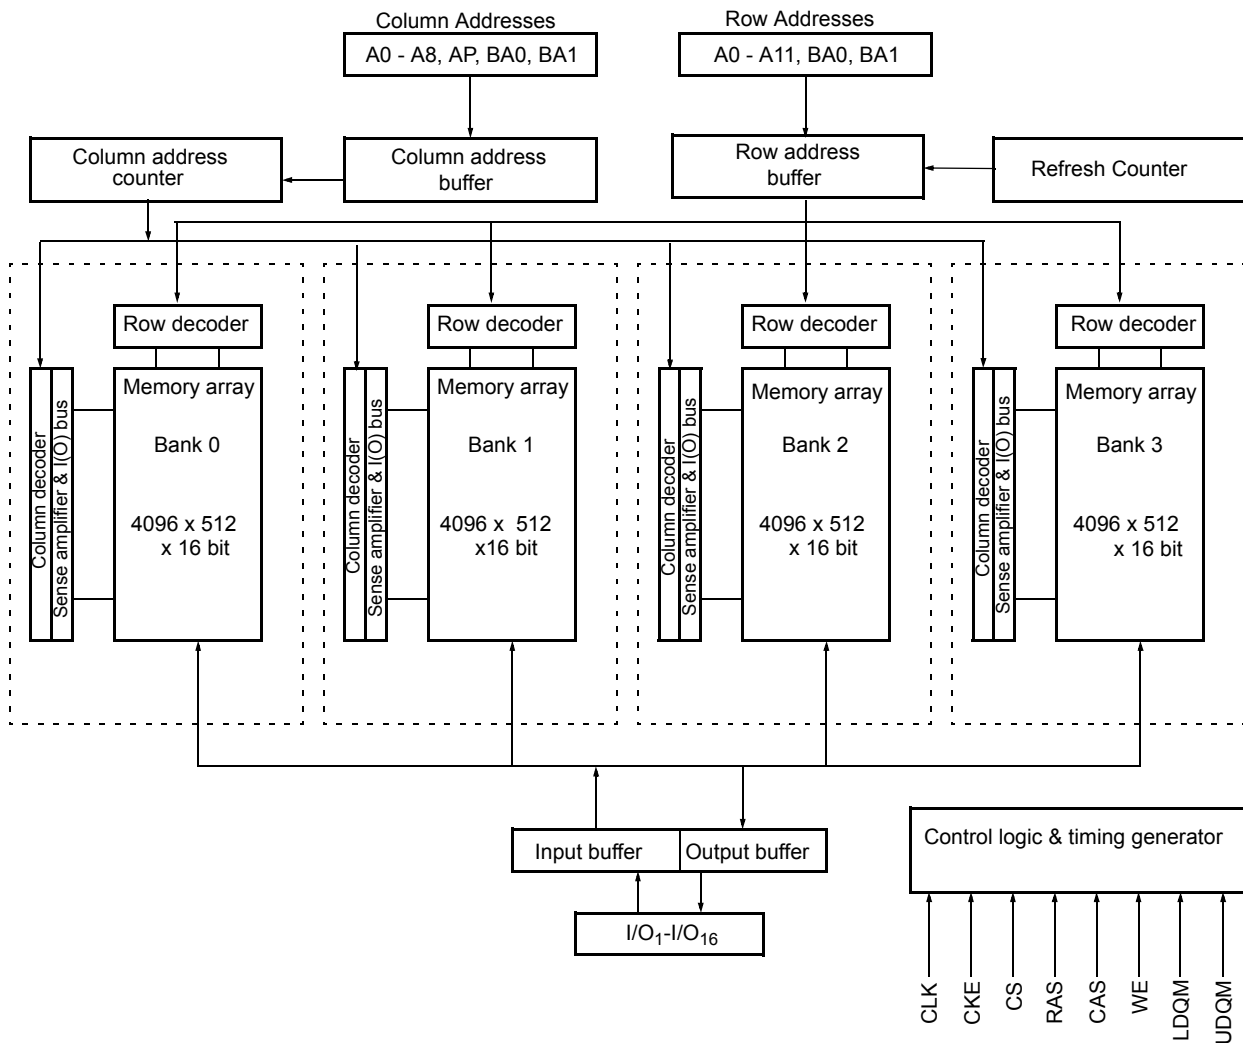 Column Addresses
Row Addresses
A0 - A8, AP, BA0, BA1
A0 - A11, BA0, BA1
Column address
counter
Column address
buffer
Row address
buffer
Refresh Counter
Row decoder
Row decoder
Row decoder
Row decoder
Column decoder
Sense amplifier & I(O) bus
Memory array
Bank 0
4096 x 512
x 16 bit
Column decoder
Sense amplifier & I(O) bus
Memory array
Bank 1
4096 x 512
x16 bit
Column decoder
Sense amplifier & I(O) bus
Memory array
Bank 2
4096 x 512
x 16 bit
Column decoder
Sense amplifier & I(O) bus
Memory array
Bank 3
4096 x 512
x 16 bit
Input buffer
Output buffer
I/O1-I/O16
Control logic & timing generator
CLK
CKE
CS
RAS
CAS
WE
LDQM
UDQM